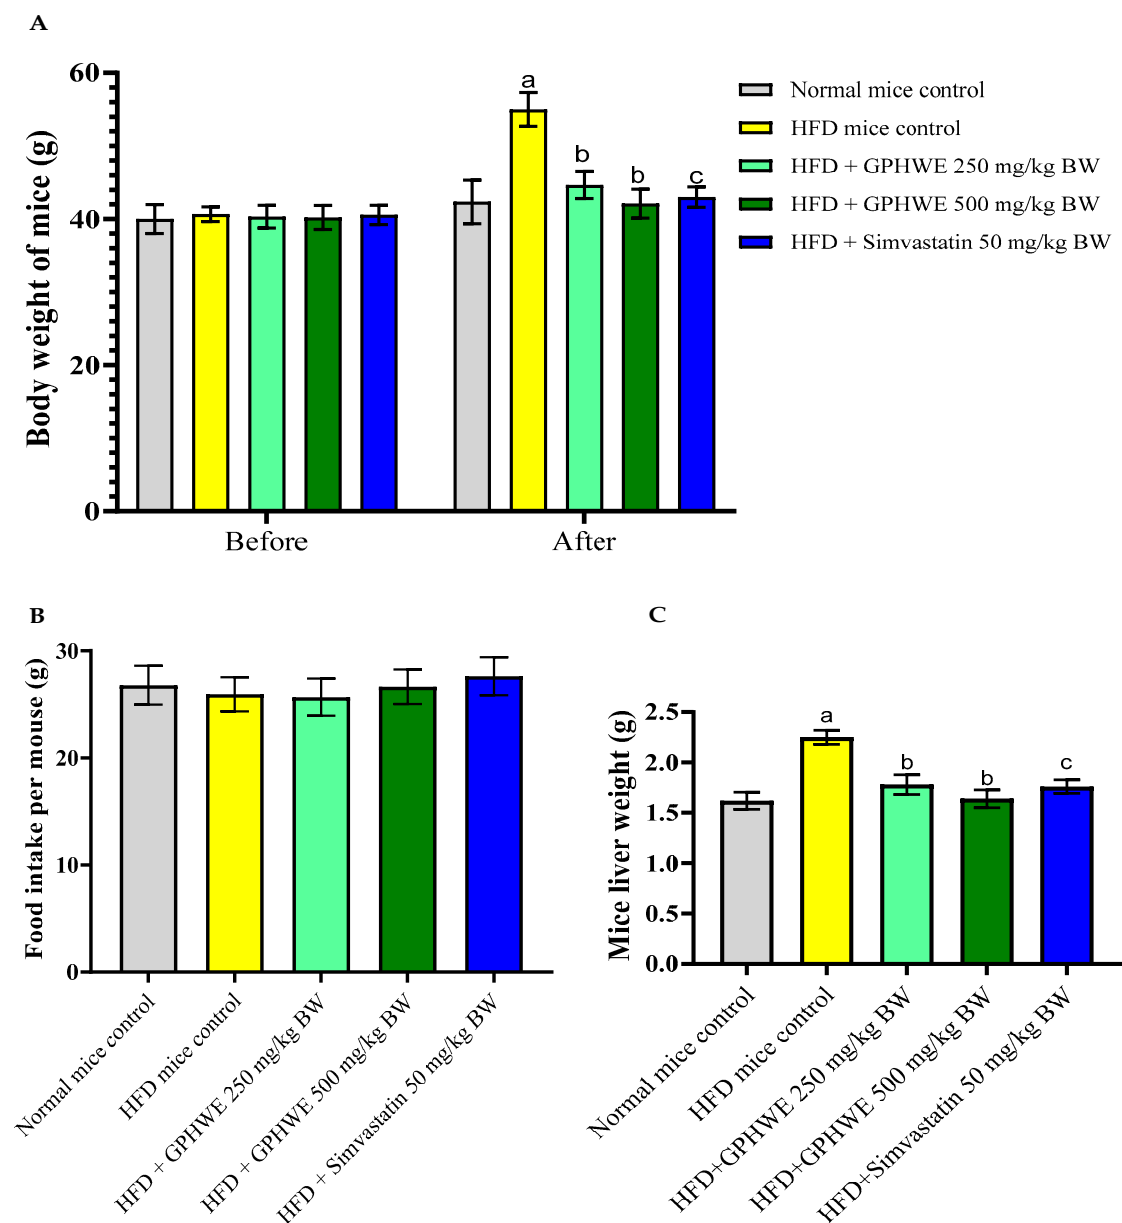 A
Body weight of mice (g)
60
40
20
0
a
b
b
c
Before
After
Normal mice control
HFD mice control
HFD + GPHWE 250 mg/kg BW
HFD + GPHWE 500 mg/kg BW
HFD + Simvastatin 50 mg/kg BW
B
Food intake per mouse (g)
30
20
10
0
Normal mice control
HFD mice control
HFD + GPHWE 250 mg/kg BW
HFD + GPHWE 500 mg/kg BW
HFD + Simvastatin 50 mg/kg BW
C
Mice liver weight (g)
2.5
2.0
1.5
1.0
0.5
0.0
a
b
b
c
Normal mice control
HFD mice control
HFD+GPHWE 250 mg/kg BW
HFD+GPHWE 500 mg/kg BW
HFD+Simvastatin 50 mg/kg BW